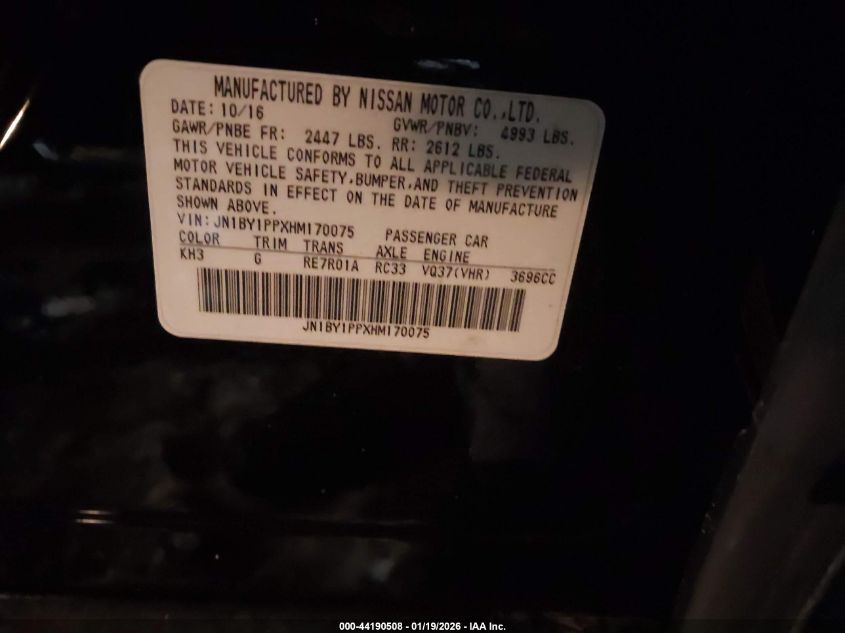 MANUFACTURED BY NISSAN MOTOR CO.,LTD.
DATE: 10/16 GVWR/PNBV: 4993 LBS.
GAWR/PNBE FR: 2447 LBS. RR: 2612 LBS.
THIS VEHICLE CONFORMS TO ALL APPLICABLE FEDERAL
MOTOR VEHICLE SAFETY,BUMPER,AND THEFT PREVENTION
STANDARDS IN EFFECT ON THE DATE OF MANUFACTURE
SHOWN ABOVE.
VIN:JN1BY1PPXHM170075 PASSENGER CAR
COLOR TRIM TRANS AXLE ENGINE
KH3 G RE7R01A RC33 VQ37(VHR) 3696CC
JN1BY1PPXHM170075
000-44190508 - 01/19/2026 - IAA Inc.